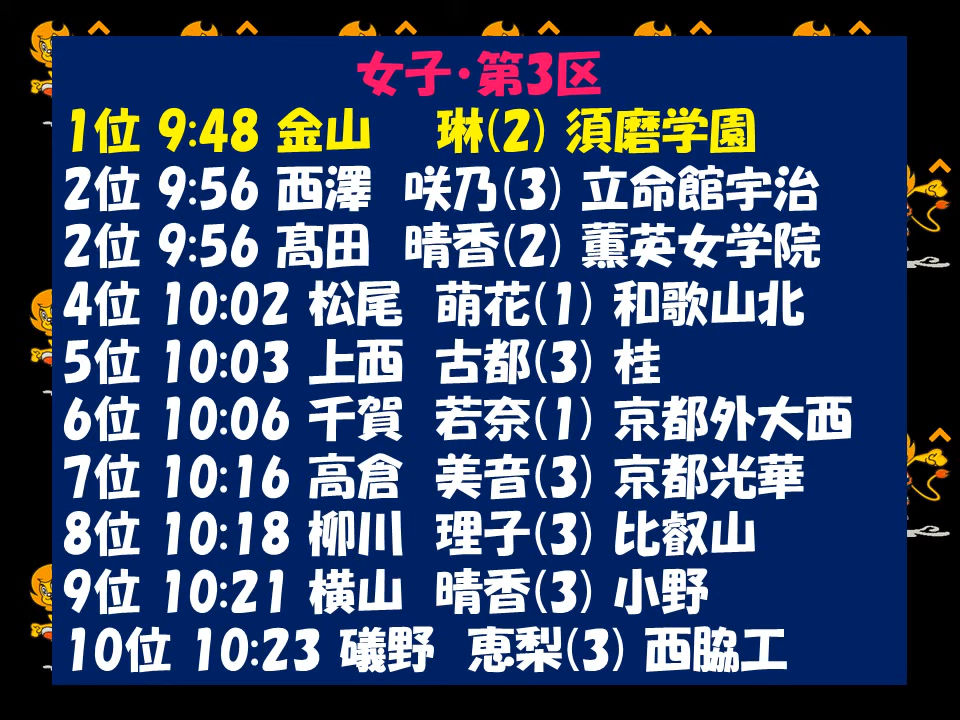 女子・第3区
1位 9:48 金山　琳(2) 須磨学園
2位 9:56 西澤　咲乃(3) 立命館宇治
2位 9:56 髙田　晴香(2) 薫英女学院
4位 10:02 松尾　萌花(1) 和歌山北
5位 10:03 上西　古都(3) 桂
6位 10:06 千賀　若奈(1) 京都外大西
7位 10:16 高倉　美音(3) 京都光華
8位 10:18 柳川　理子(3) 比叡山
9位 10:21 横山　晴香(3) 小野
10位 10:23 礒野　恵梨(3) 西脇工